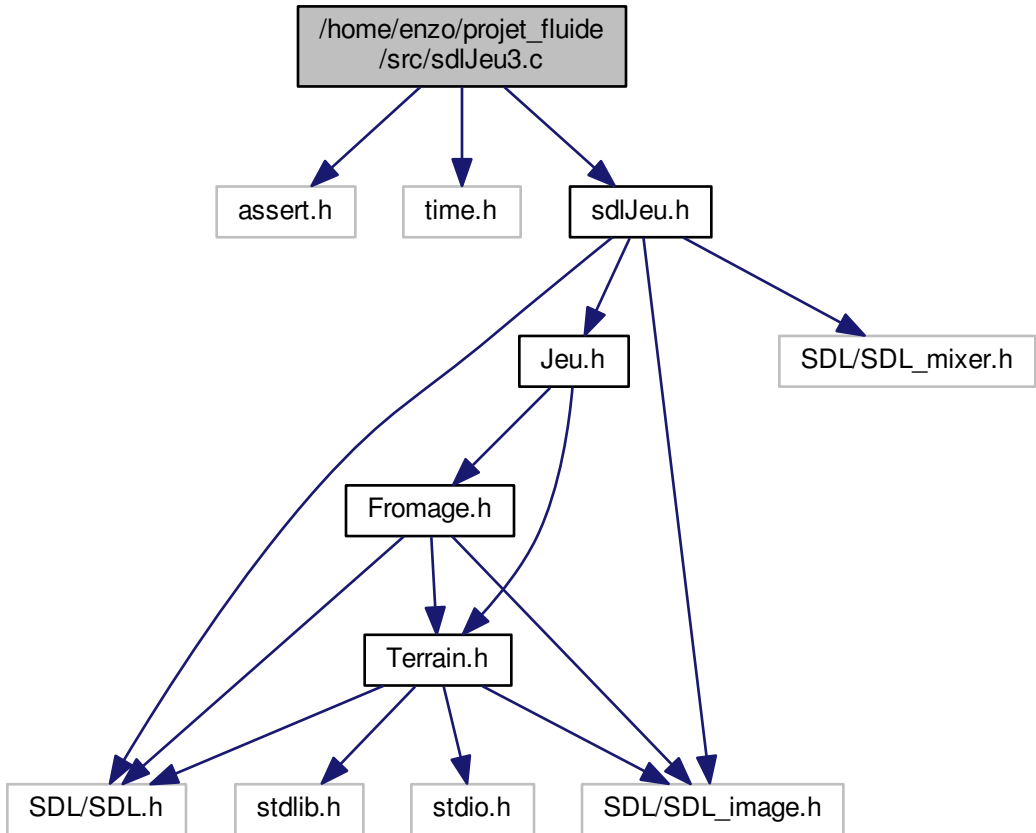 /home/enzo/projet_fluide
/src/sdlJeu3.c
assert.h
time.h
sdlJeu.h
Jeu.h
SDL/SDL_mixer.h
Fromage.h
Terrain.h
SDL/SDL.h
stdlib.h
stdio.h
SDL/SDL_image.h